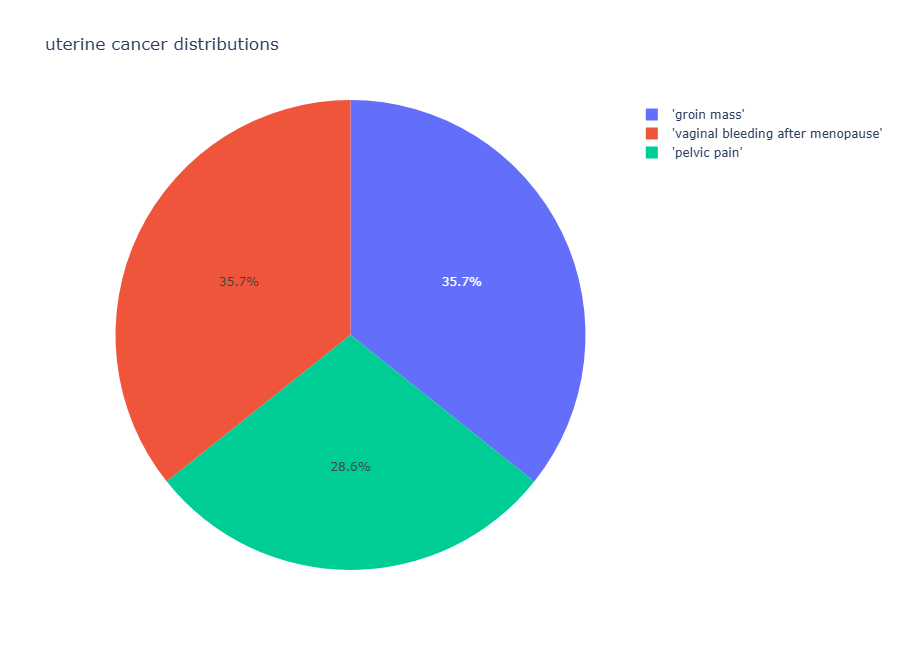 uterine cancer distributions
'groin mass'
'vaginal bleeding after menopause'
'pelvic pain'
35.7%
35.7%
28.6%